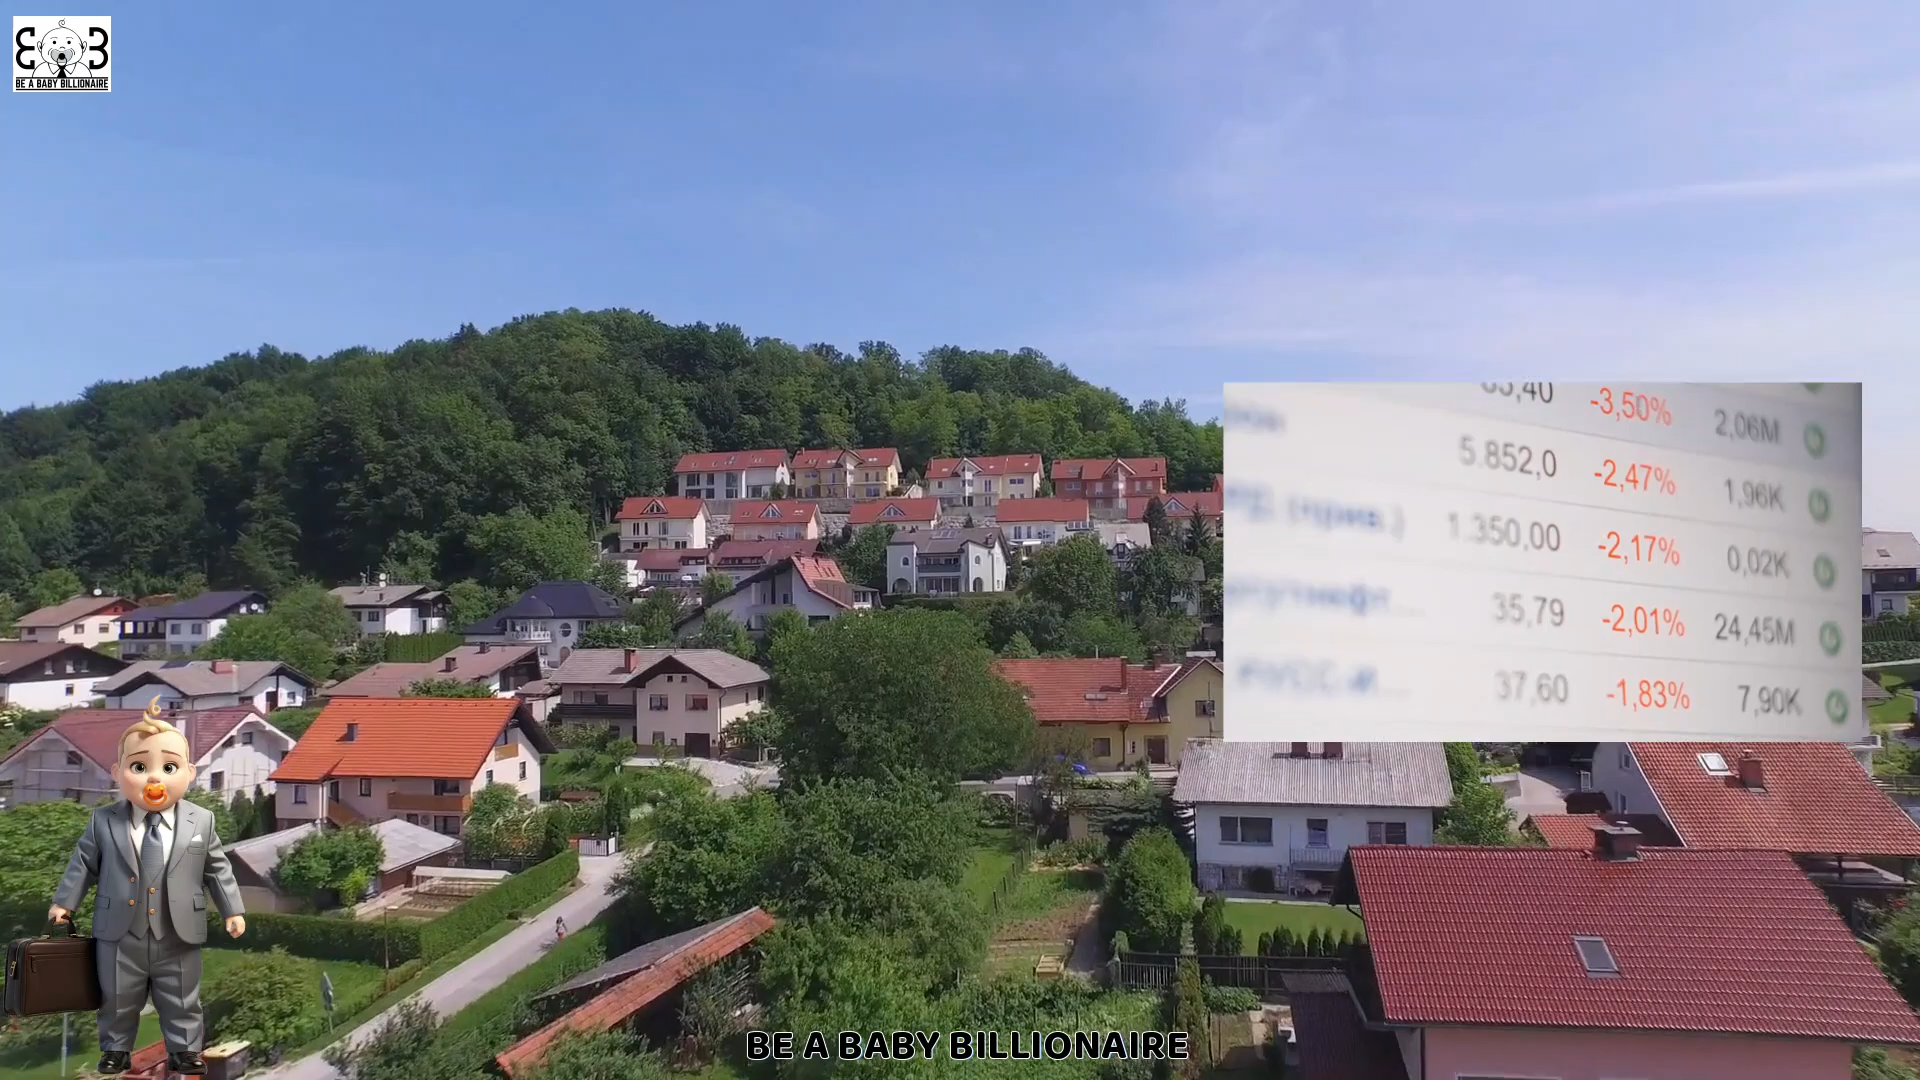 BE A BABY BILLIONAIRE
-3,50% 2,06M
5.852,0 -2,47% 1,96K
1.350,00 -2,17% 0,02K
35,79 -2,01% 24,45M
37,60 -1,83% 7,90K
BE A BABY BILLIONAIRE